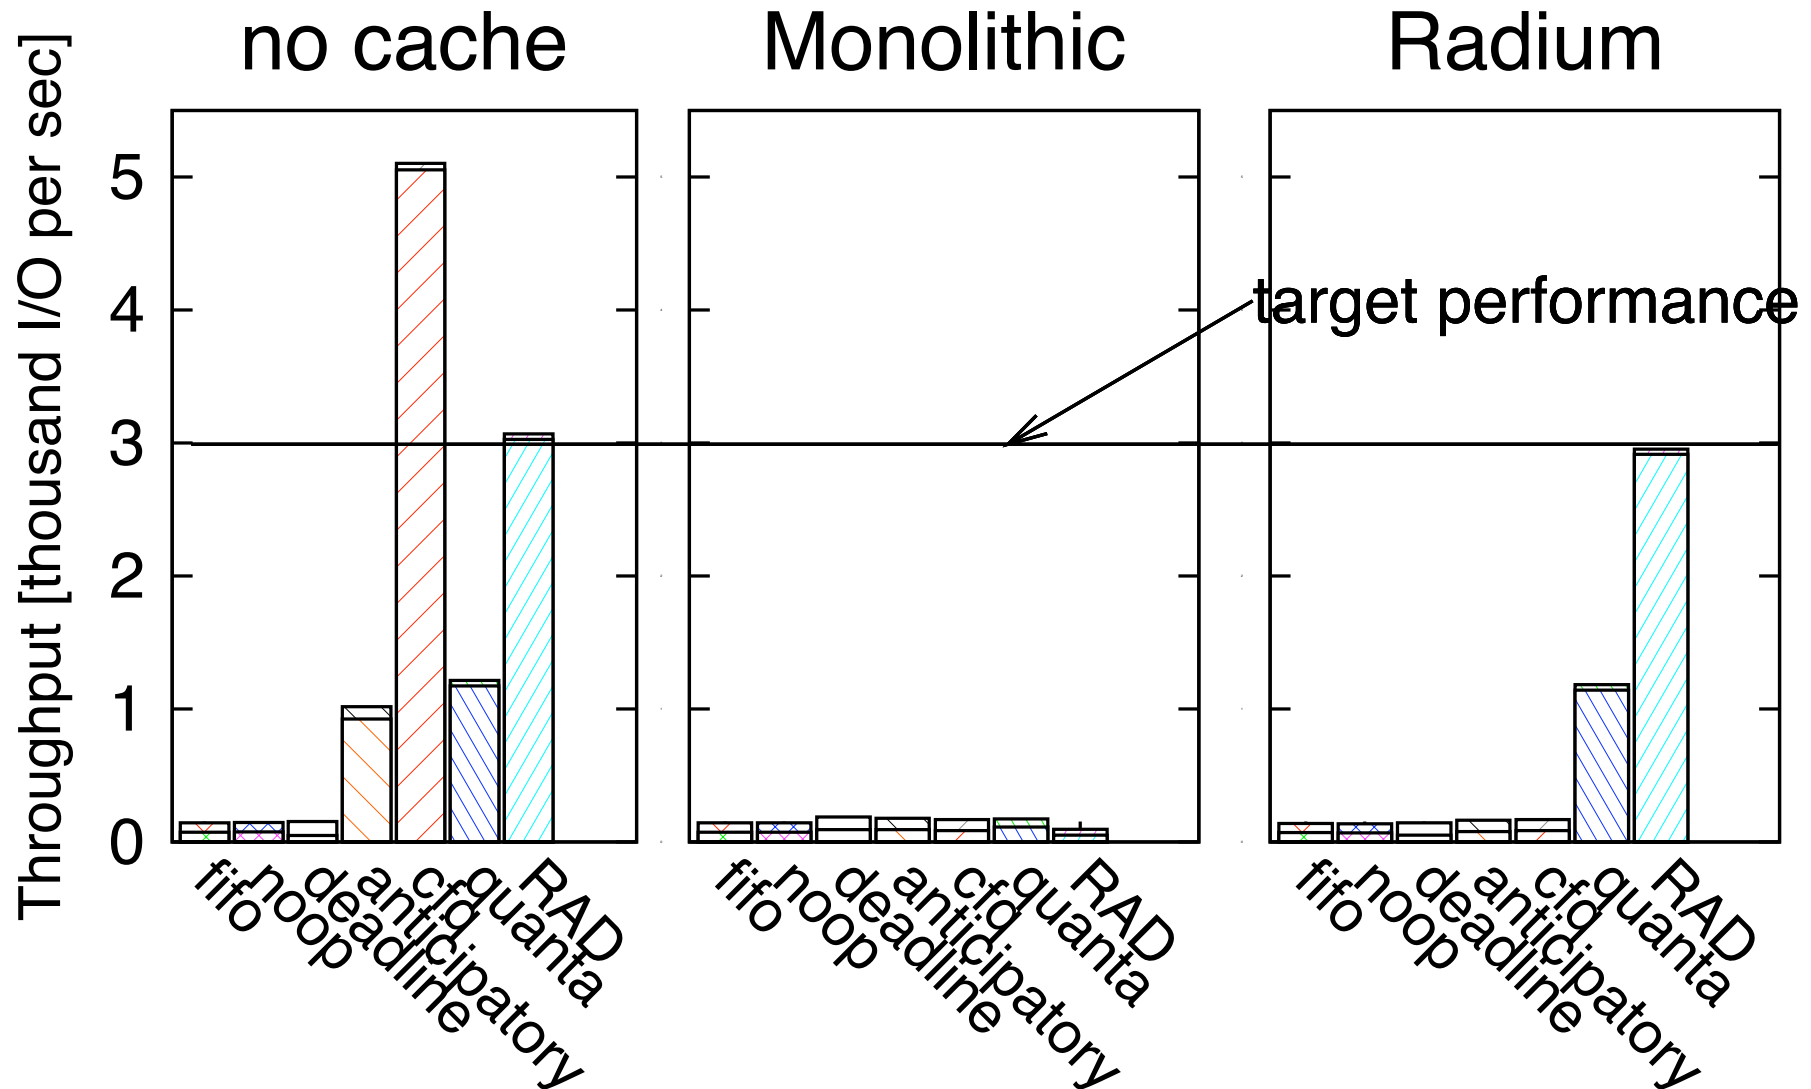 no cache
Monolithic
Radium
Throughput [thousand I/O per sec]
5
4
3
2
1
0
target performance
fifo
noop
deadline
anticipatory
cfq
quanta
RAD
fifo
noop
deadline
anticipatory
cfq
quanta
RAD
fifo
noop
deadline
anticipatory
cfq
quanta
RAD